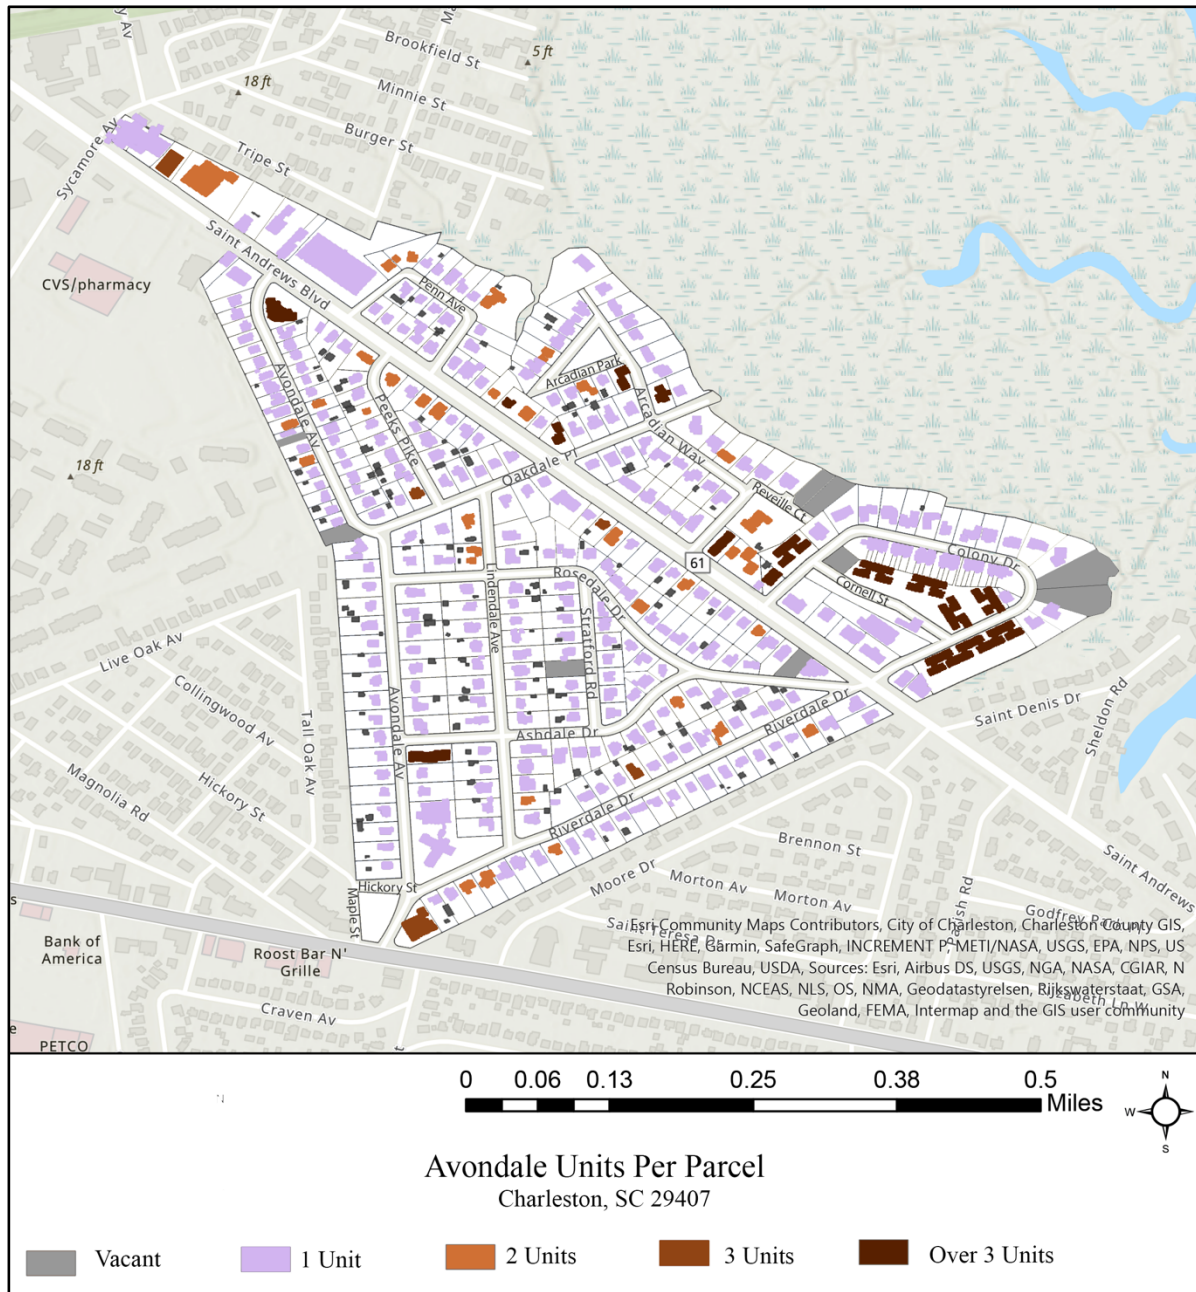 y Av
Ma
Brookfield St
5 ft
18 ft
Minnie St
Burger St
Tripe St
Sycamore Av
Saint Andrews Blvd
CVS/pharmacy
Penn Ave
Arcadian Park
Avondale Av
Peeks Pike
Arcadian Way
18 ft
Oakdale Pl
Reveille Ct
61
Colony Dr
Cornell St
Rosedale Dr
Lindendale Ave
Stratford Rd
Live Oak Av
Collingwood Av
Tall Oak Av
Avondale Av
Ashdale Dr
Riverdale Dr
Saint Denis Dr
Sheldon Rd
Magnolia Rd
Hickory St
Riverdale Dr
Brennon St
Moore Dr
Morton Av
Morton Av
Saint Andrews
Hickory St
Maple St
s
Bank of
America
Roost Bar N'
Grille
Craven Av
e
PETCO
t
Esri Community Maps Contributors, City of Charleston, Charleston County GIS,
Esri, HERE, Garmin, SafeGraph, INCREMENT P, METI/NASA, USGS, EPA, NPS, US
Census Bureau, USDA, Sources: Esri, Airbus DS, USGS, NGA, NASA, CGIAR, N
Robinson, NCEAS, NLS, OS, NMA, Geodatastyrelsen, Rijkswaterstaat, GSA,
Geoland, FEMA, Intermap and the GIS user community
0 0.06 0.13 0.25 0.38 0.5
Miles
N
W
S
Avondale Units Per Parcel
Charleston, SC 29407
Vacant
1 Unit
2 Units
3 Units
Over 3 Units